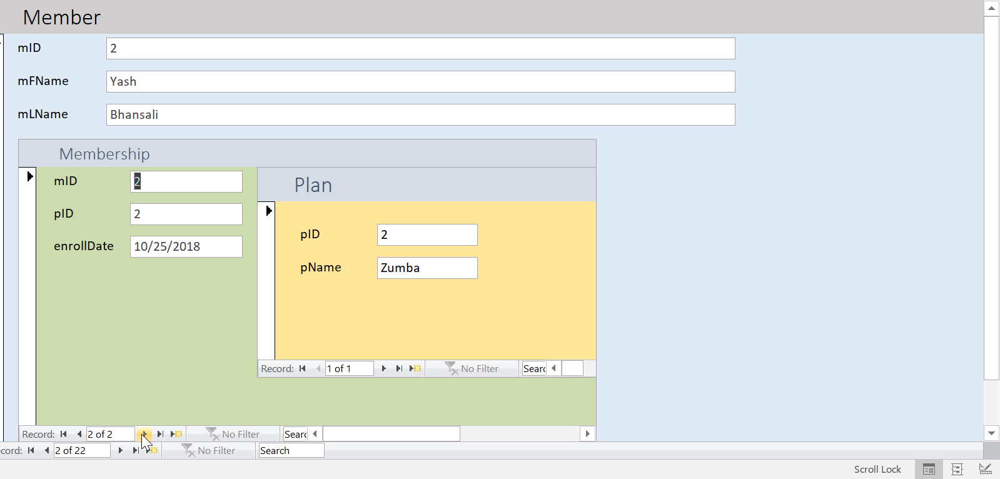 Member
mID 2
mFName Yash
mLName Bhansali
Membership
mID 2
pID 2
enrollDate 10/25/2018
Plan
pID 2
pName Zumba
Record: 1 of 1 No Filter Searc
Record: 2 of 2 No Filter Searc
cord: 2 of 22 No Filter Search
Scroll Lock